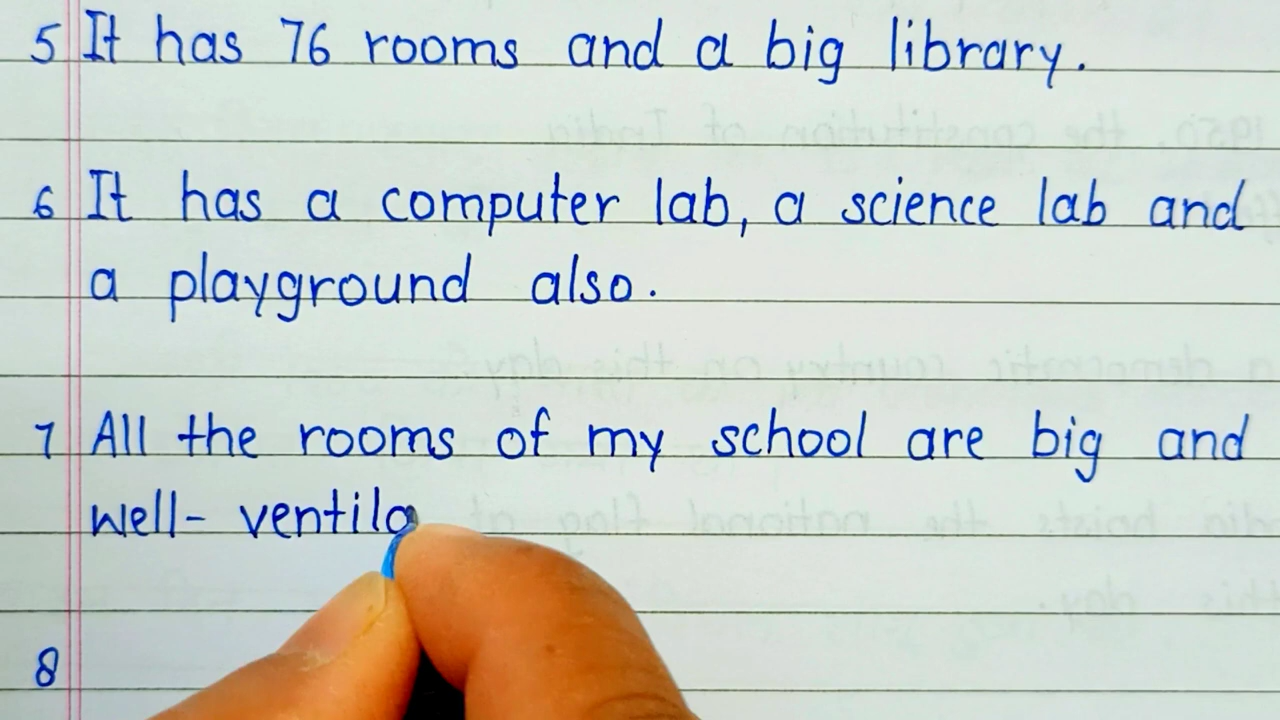 5 It has 76 rooms and a big library.
6 It has a computer lab, a science lab and
a playground also.
7 All the rooms of my school are big and
well- ventila
8